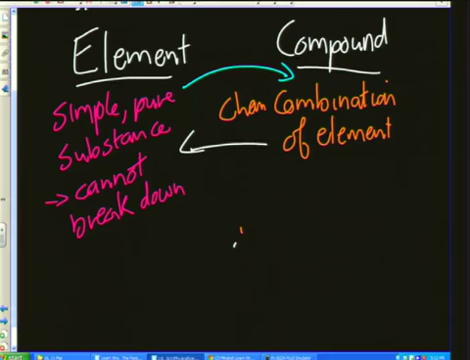 Element
Compound
Simple, pure
substance
→ cannot
break down
Chem Combination
of element